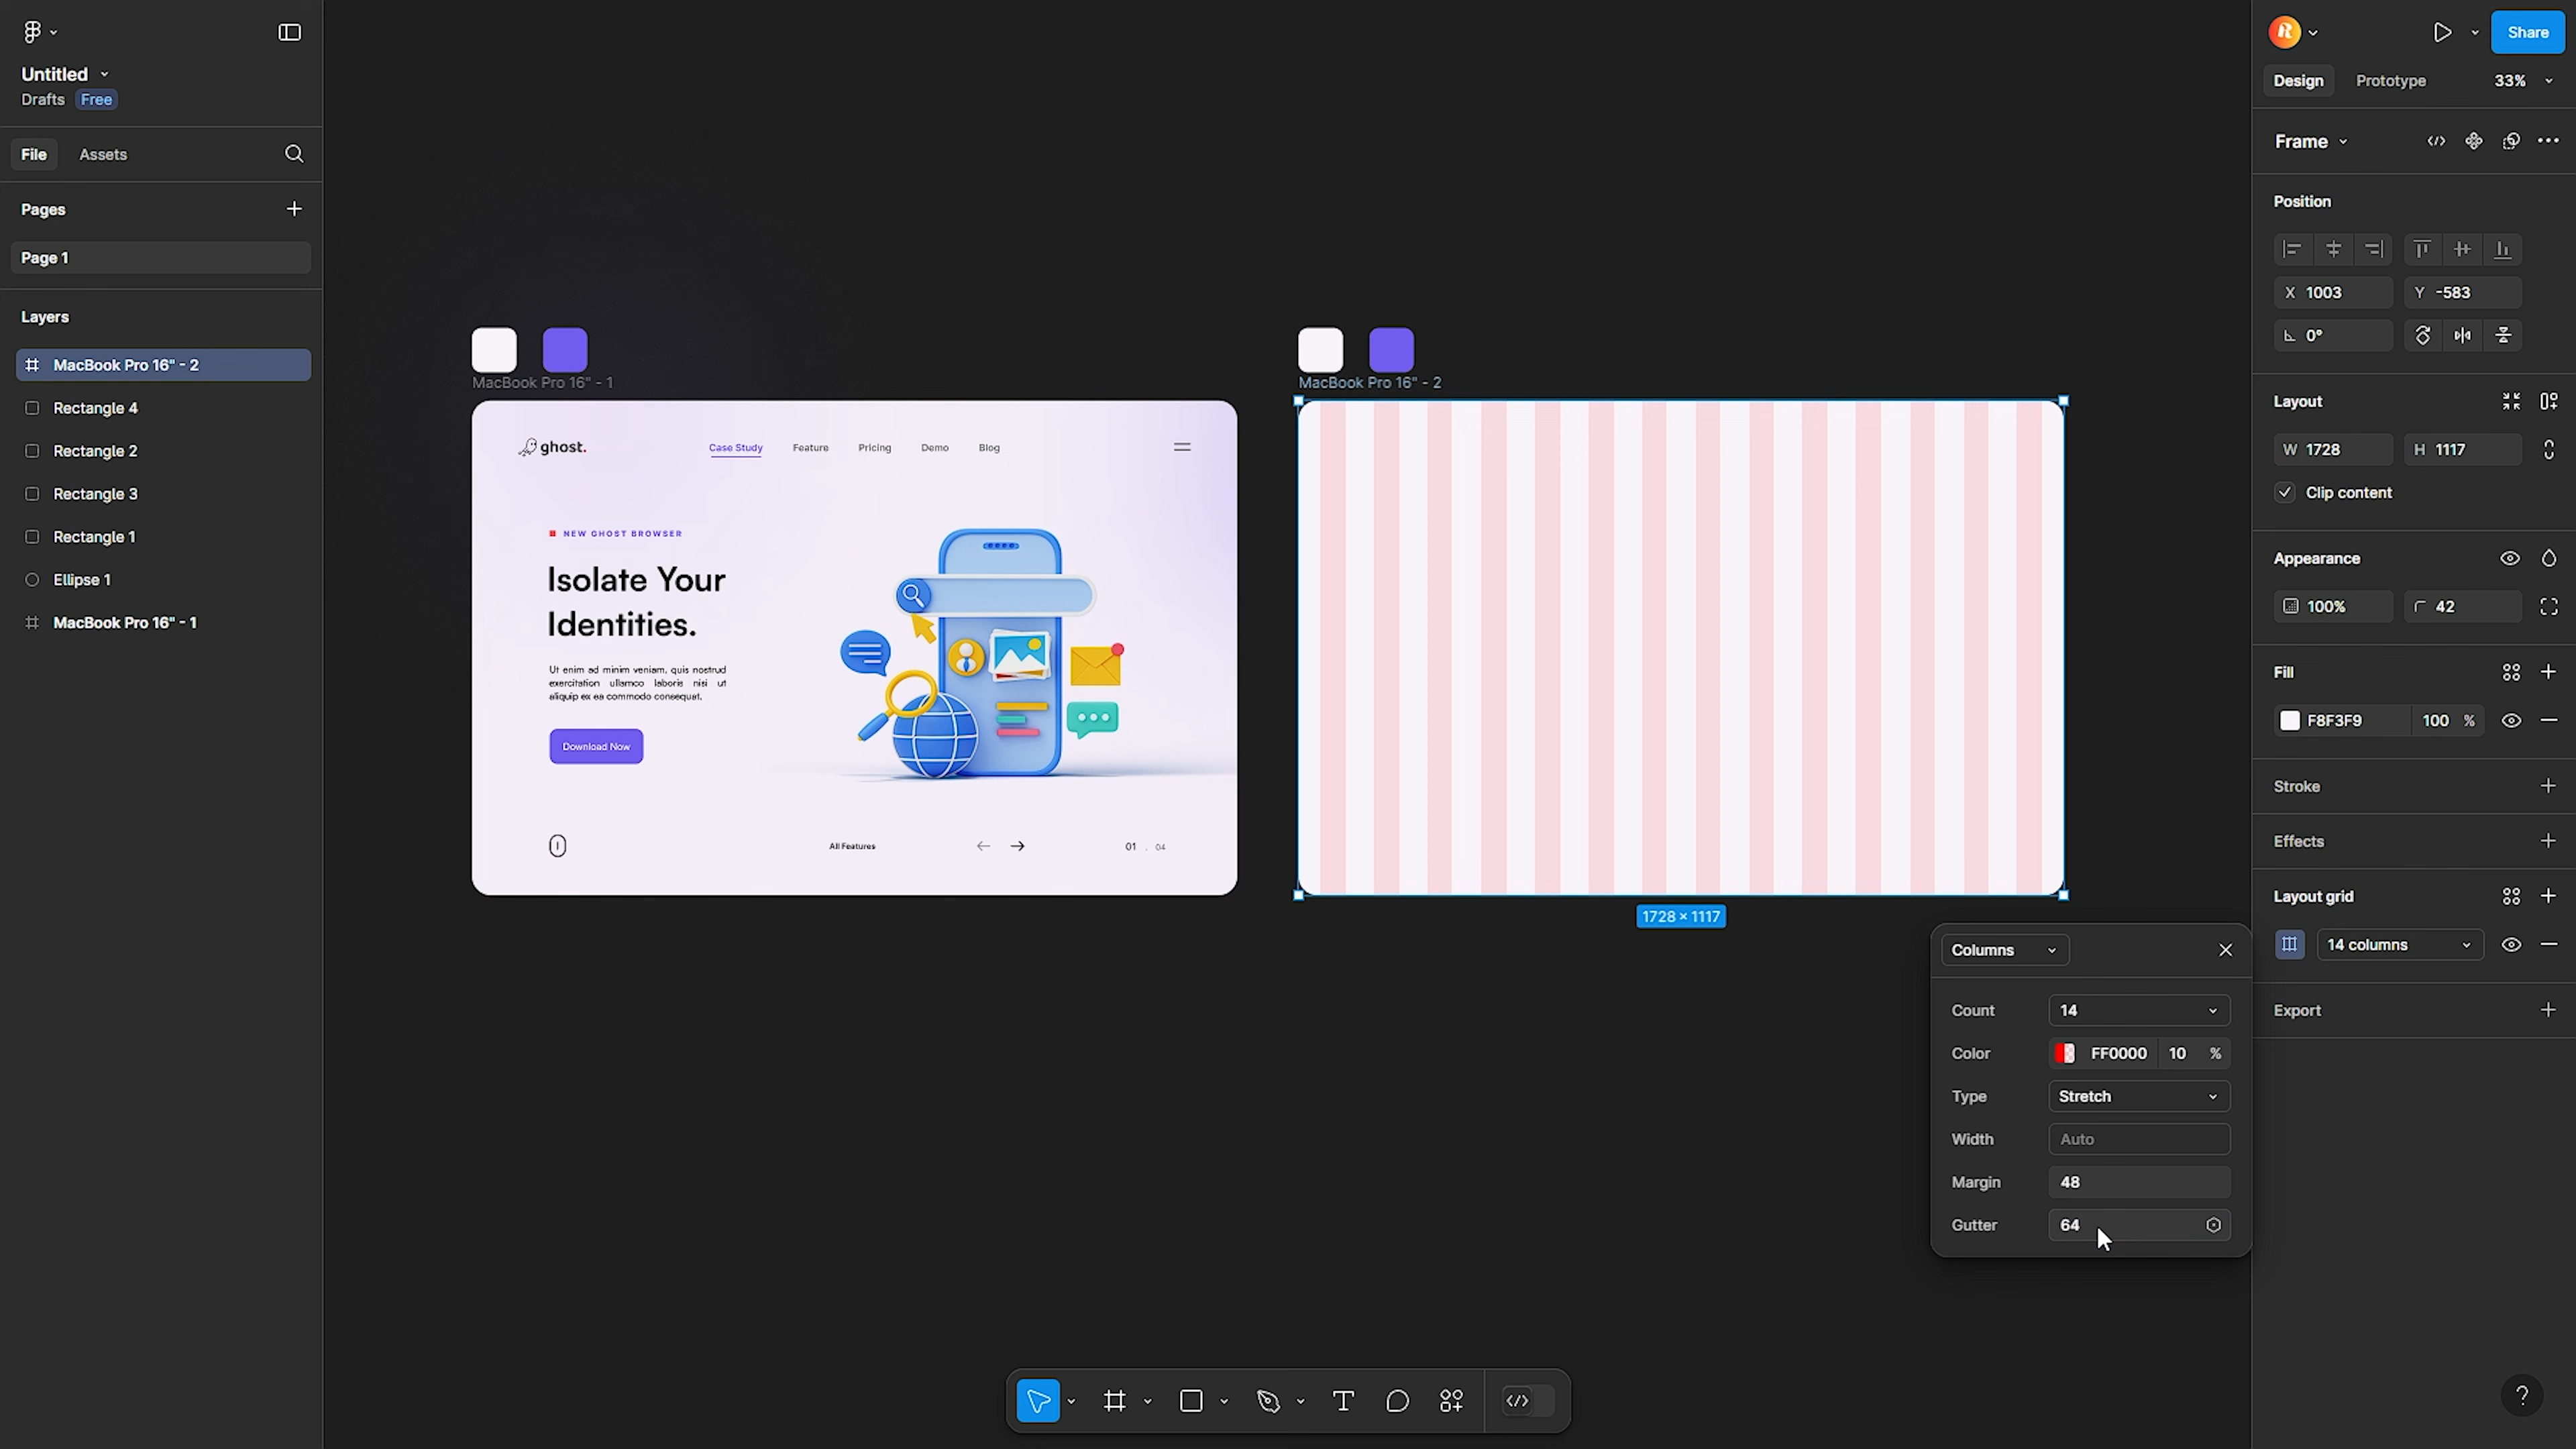 Untitled
Drafts Free
File Assets
Pages
Page 1
Layers
MacBook Pro 16" - 2
Rectangle 4
Rectangle 2
Rectangle 3
Rectangle 1
Ellipse 1
MacBook Pro 16" - 1
MacBook Pro 16" - 1
ghost.
Case Study Feature Pricing Demo Blog
NEW GHOST BROWSER
Isolate Your
Identities.
Ut enim ad minim veniam, quis nostrud
exercitation ullamco laboris nisi ut
aliquip ex ea commodo consequat.
Download Now
All Features
01 . 04
MacBook Pro 16" - 2
1728 × 1117
Columns
Count 14
Color FF0000 10 %
Type Stretch
Width Auto
Margin 48
Gutter 64
R
Share
Design Prototype 33%
Frame
Position
X 1003 Y -583
0°
Layout
W 1728 H 1117
Clip content
Appearance
100% 42
Fill
F8F3F9 100 %
Stroke
Effects
Layout grid
14 columns
Export
?